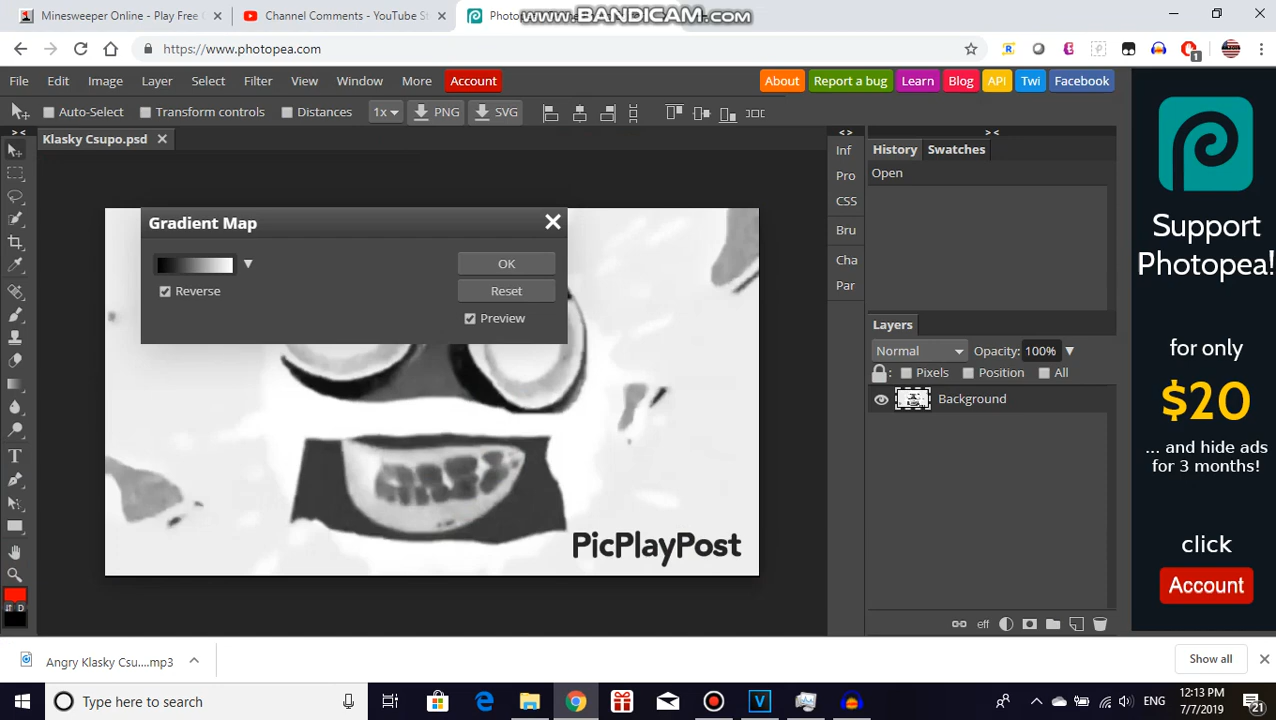 Minesweeper Online - Play Free O
Channel Comments - YouTube St
Photo
www.BANDICAM.com
https://www.photopea.com
1
File Edit Image Layer Select Filter View Window More Account
About Report a bug Learn Blog API Twi Facebook
Auto-Select Transform controls Distances 1x PNG SVG
Klasky Csupo.psd
Gradient Map
OK
Reverse
Reset
Preview
PicPlayPost
Inf
Pro
CSS
Bru
Cha
Par
History Swatches
Open
Layers
Normal Opacity: 100%
Pixels Position All
Background
eff
D
Support
Photopea!
for only
$20
... and hide ads
for 3 months!
click
Account
Angry Klasky Csu....mp3
Show all
Type here to search
ENG
12:13 PM
7/7/2019
21